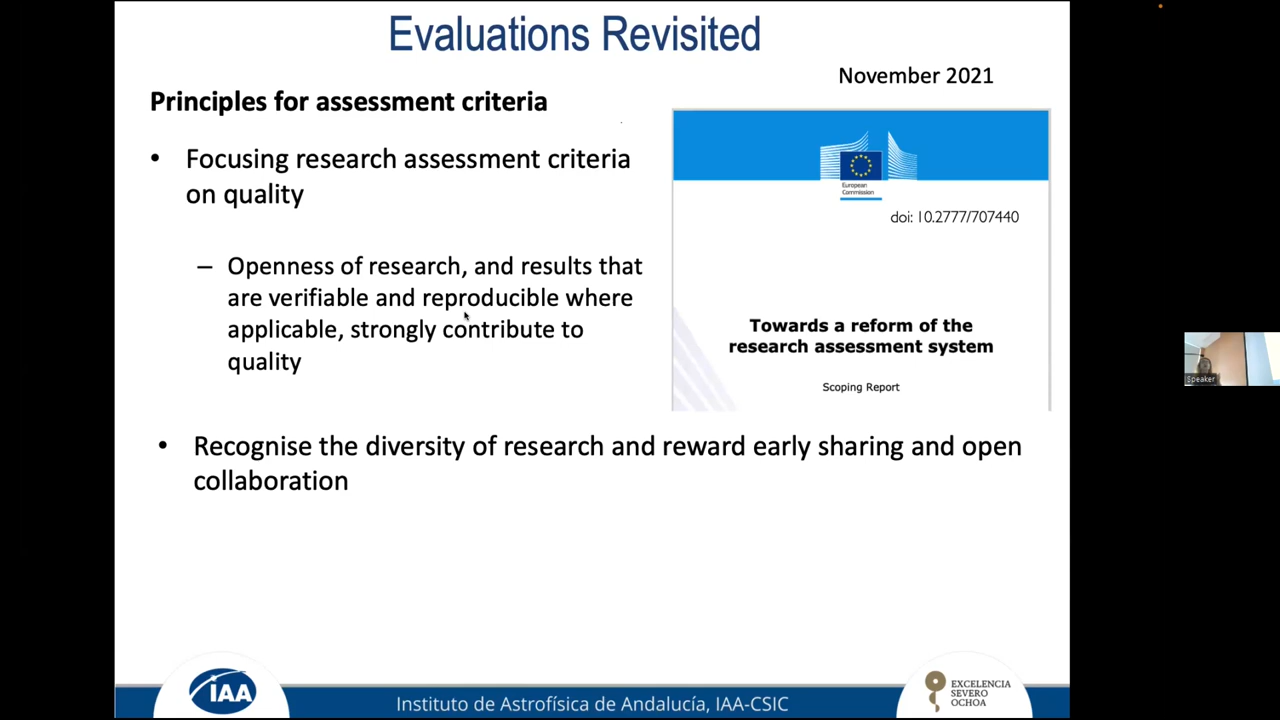 Evaluations Revisited
November 2021
Principles for assessment criteria
• Focusing research assessment criteria
on quality
– Openness of research, and results that
are verifiable and reproducible where
applicable, strongly contribute to
quality
European
Commission
doi: 10.2777/707440
Towards a reform of the
research assessment system
Scoping Report
• Recognise the diversity of research and reward early sharing and open
collaboration
Speaker
IAA
Instituto de Astrofísica de Andalucía, IAA-CSIC
EXCELENCIA
SEVERO
OCHOA